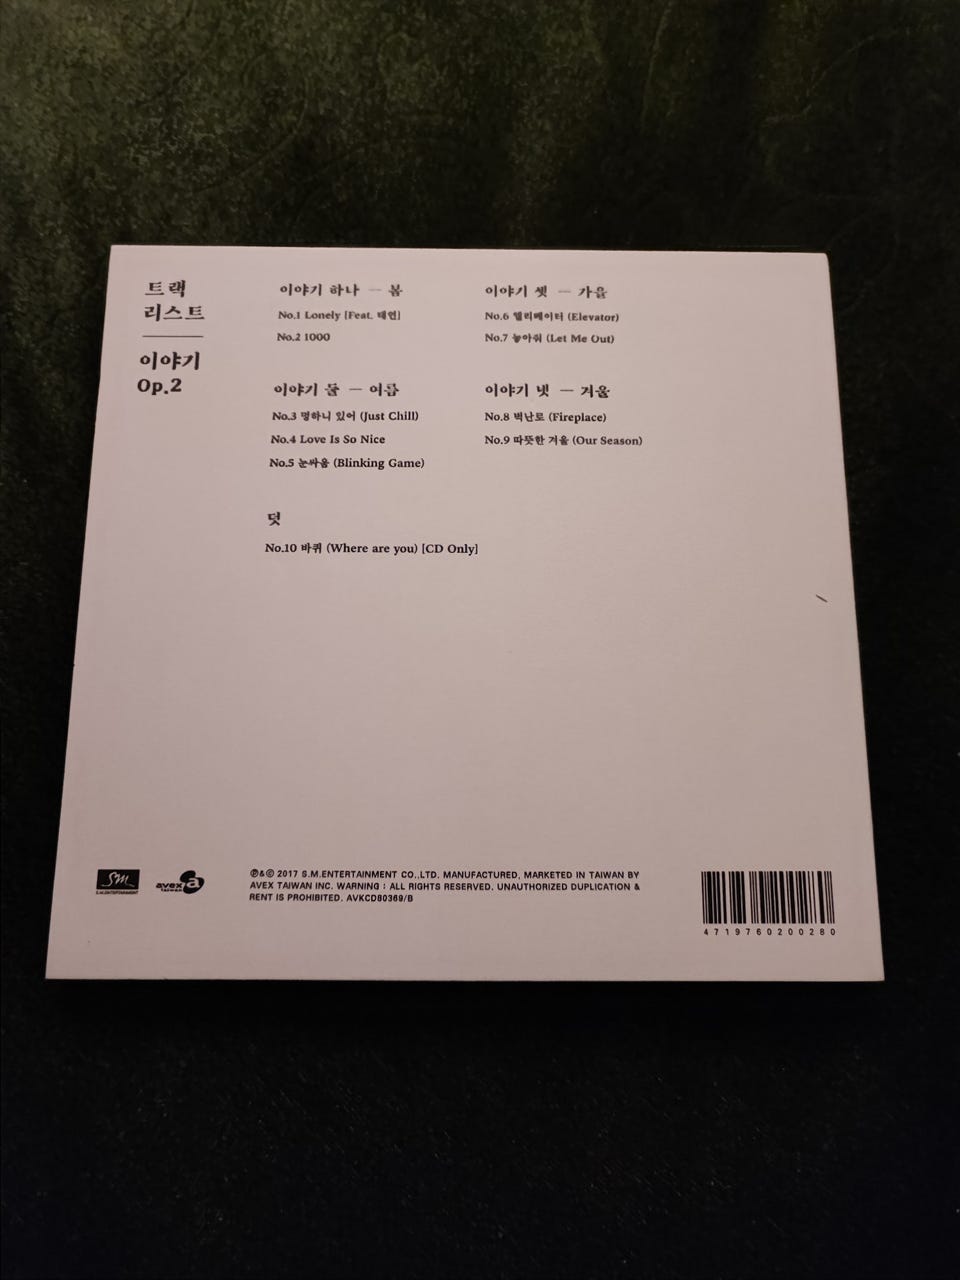 트랙
리스트
이야기
Op.2
이야기 하나 — 봄
No.1 Lonely [Feat. 태연]
No.2 1000
이야기 둘 — 여름
No.3 멍하니 있어 (Just Chill)
No.4 Love Is So Nice
No.5 눈싸움 (Blinking Game)
이야기 셋 — 가을
No.6 엘리베이터 (Elevator)
No.7 놓아줘 (Let Me Out)
이야기 넷 — 겨울
No.8 벽난로 (Fireplace)
No.9 따뜻한 겨울 (Our Season)
덧
No.10 바퀴 (Where are you) [CD Only]
SM
S.M.ENTERTAINMENT
avex
TAIWAN
a
℗&© 2017 S.M.ENTERTAINMENT CO.,LTD. MANUFACTURED, MARKETED IN TAIWAN BY
AVEX TAIWAN INC. WARNING : ALL RIGHTS RESERVED. UNAUTHORIZED DUPLICATION &
RENT IS PROHIBITED. AVKCD80369/B
4719760200280